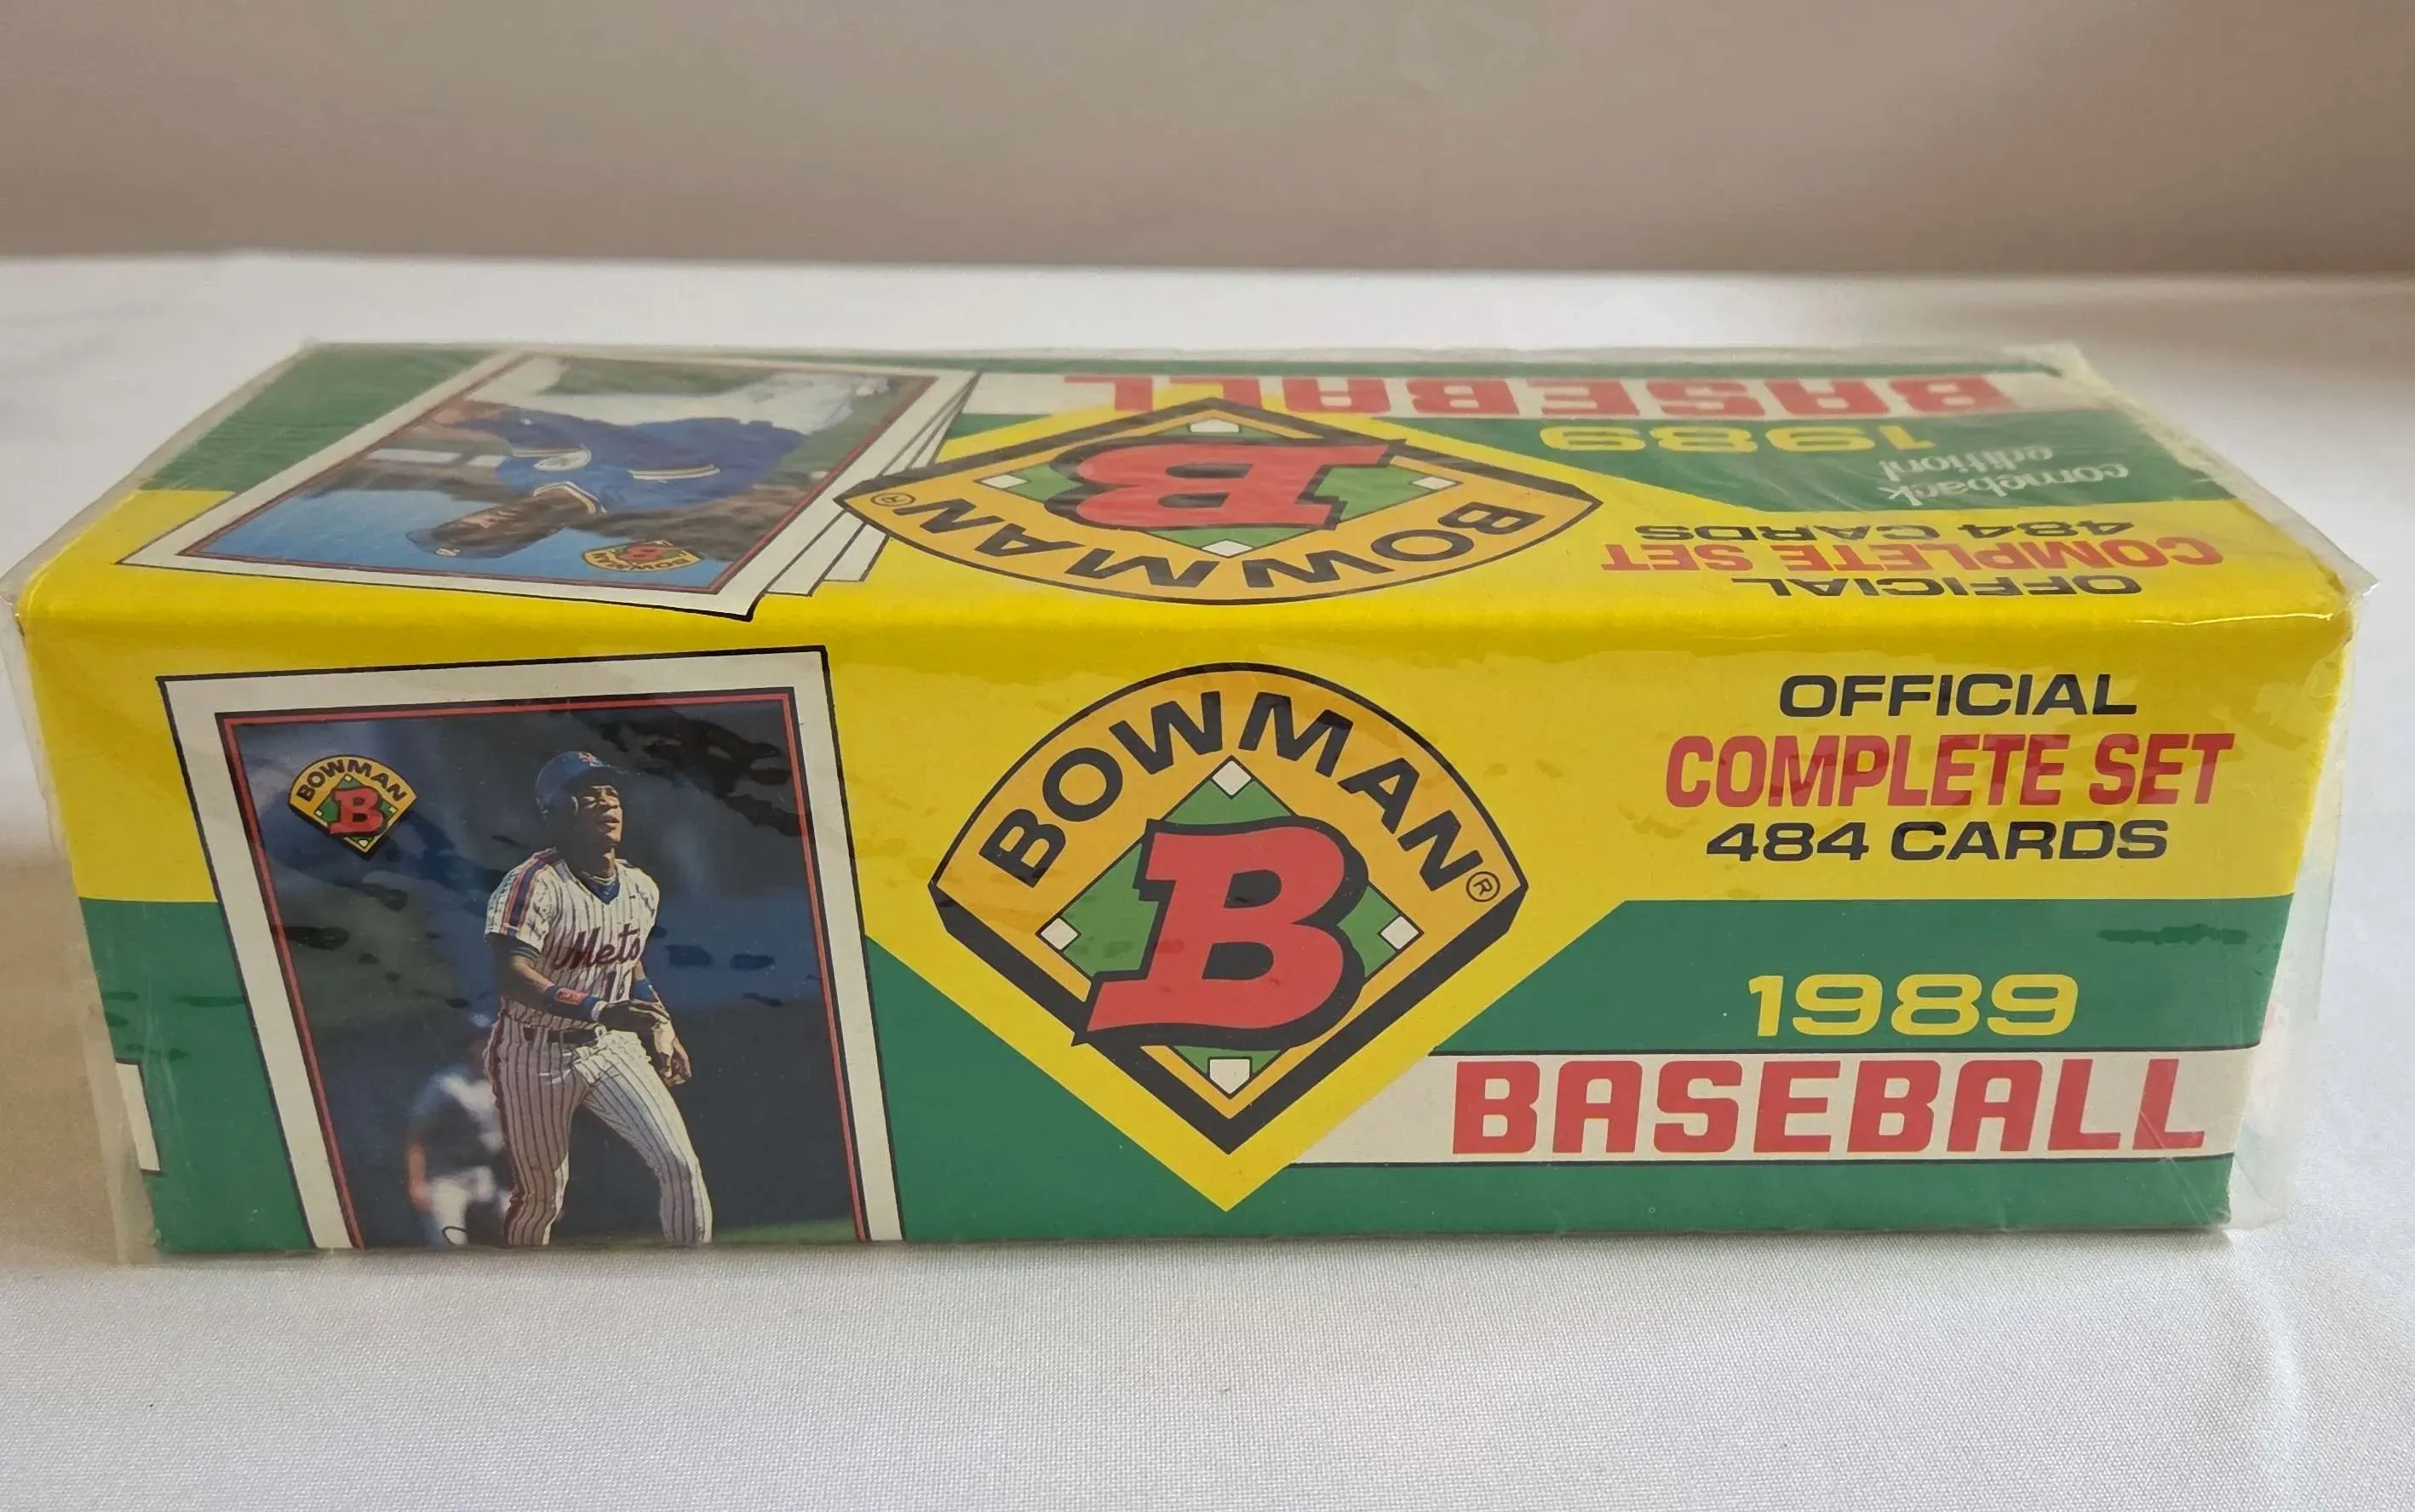 BASEBALL
1989
comeback
edition!
BOWMAN®
B
484 CARDS
COMPLETE SET
OFFICIAL
BOWMAN
B
BOWMAN
B
Mets
BOWMAN®
B
OFFICIAL
COMPLETE SET
484 CARDS
1989
BASEBALL